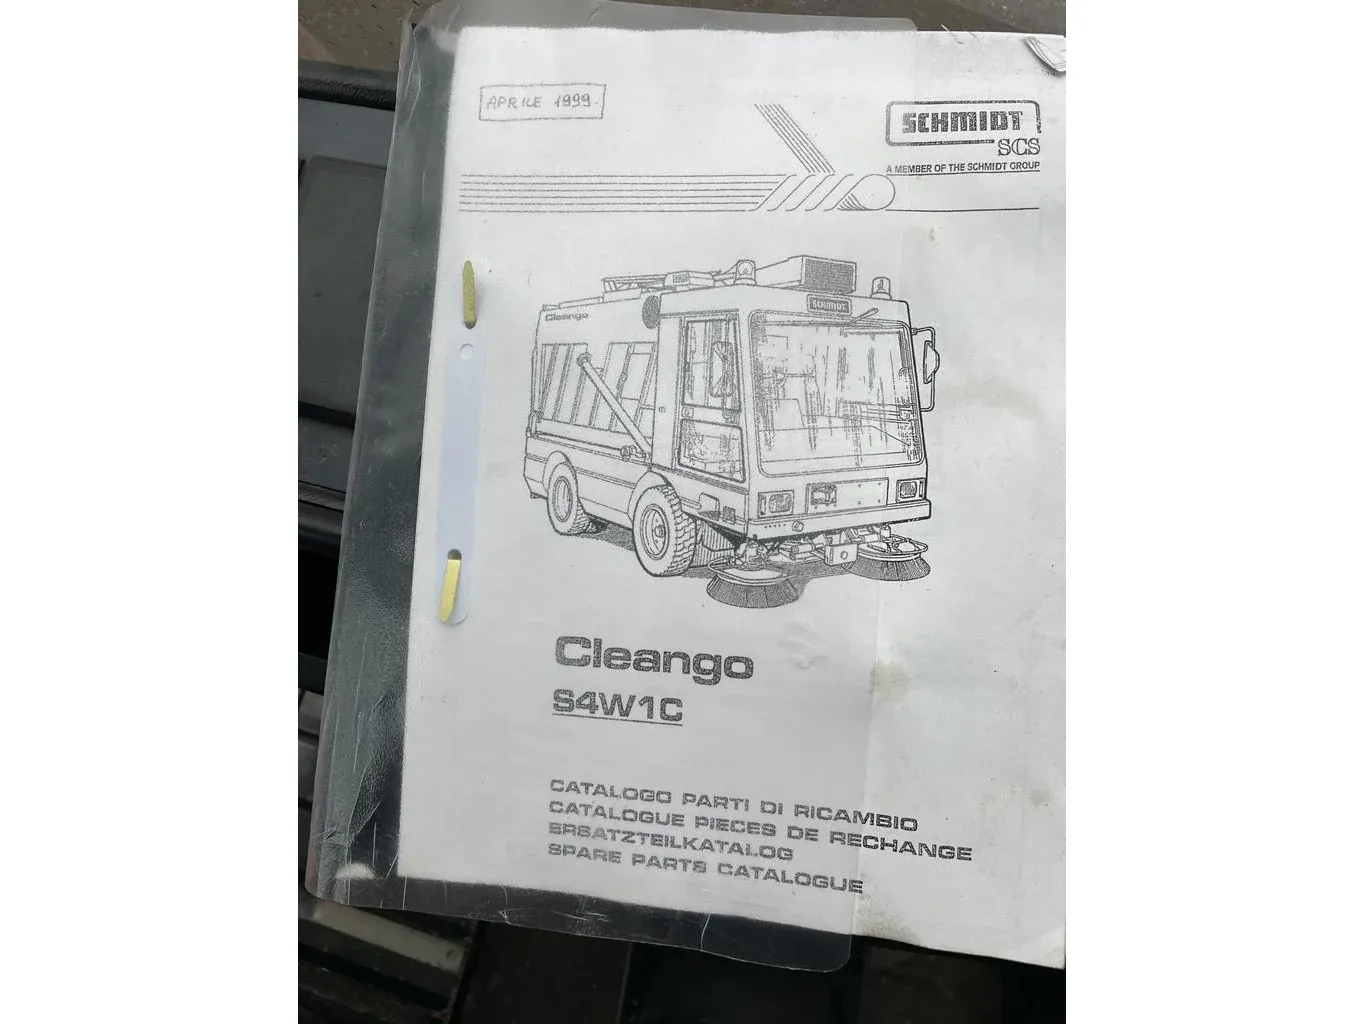 APRILE 1999.
SCHMIDT
SCS
A MEMBER OF THE SCHMIDT GROUP
SCHMIDT
Cleango
Cleango
S4W1C
CATALOGO PARTI DI RICAMBIO
CATALOGUE PIECES DE RECHANGE
ERSATZTEILKATALOG
SPARE PARTS CATALOGUE